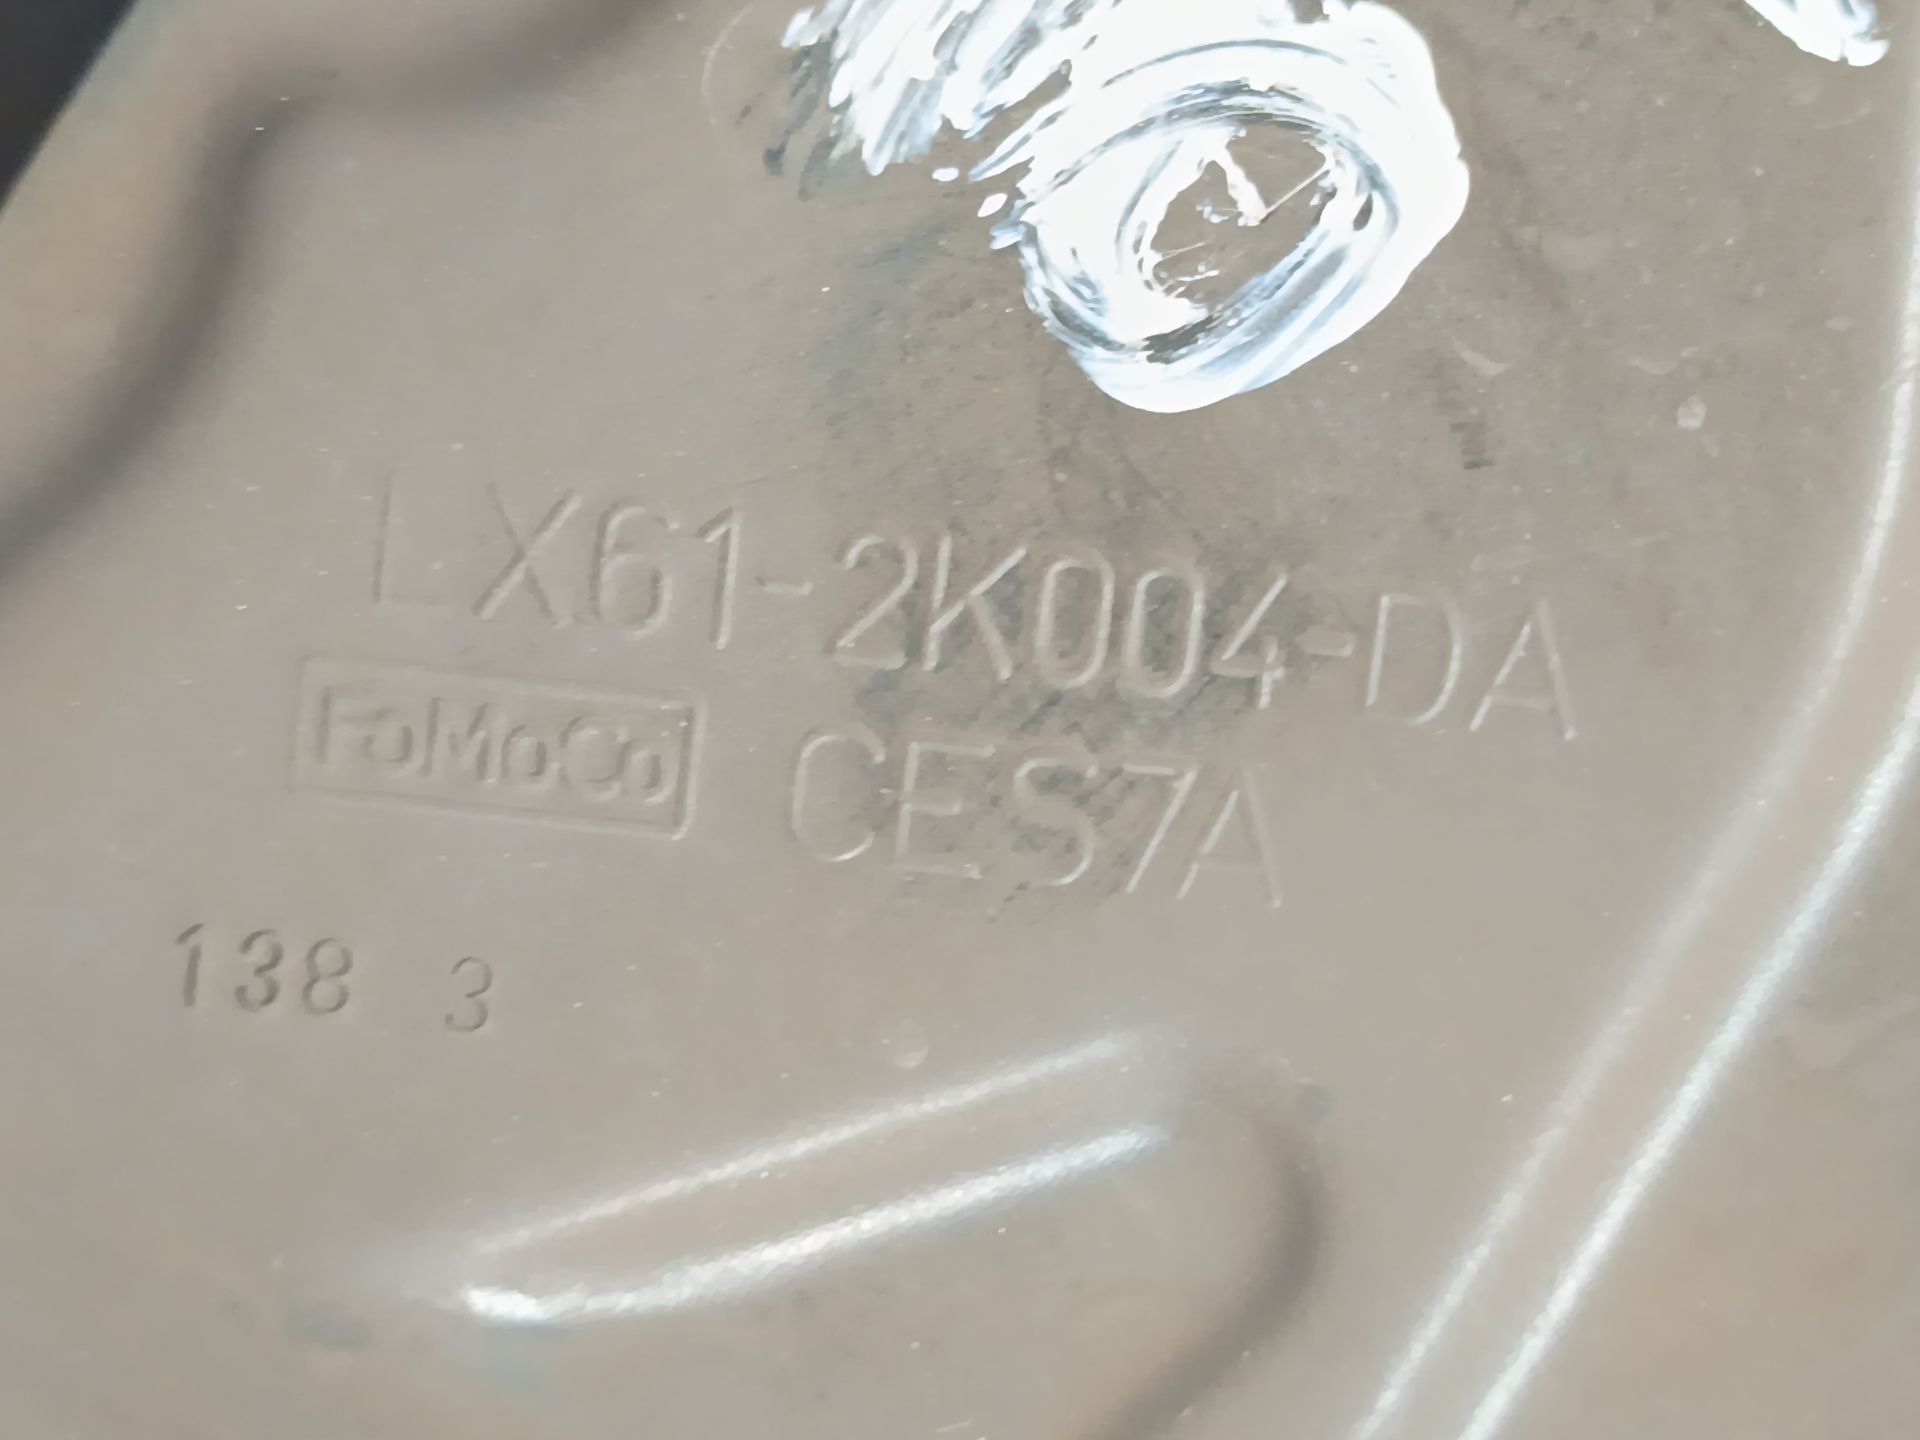 LX61-2K004-DA
FoMoCo CES7A
138 3